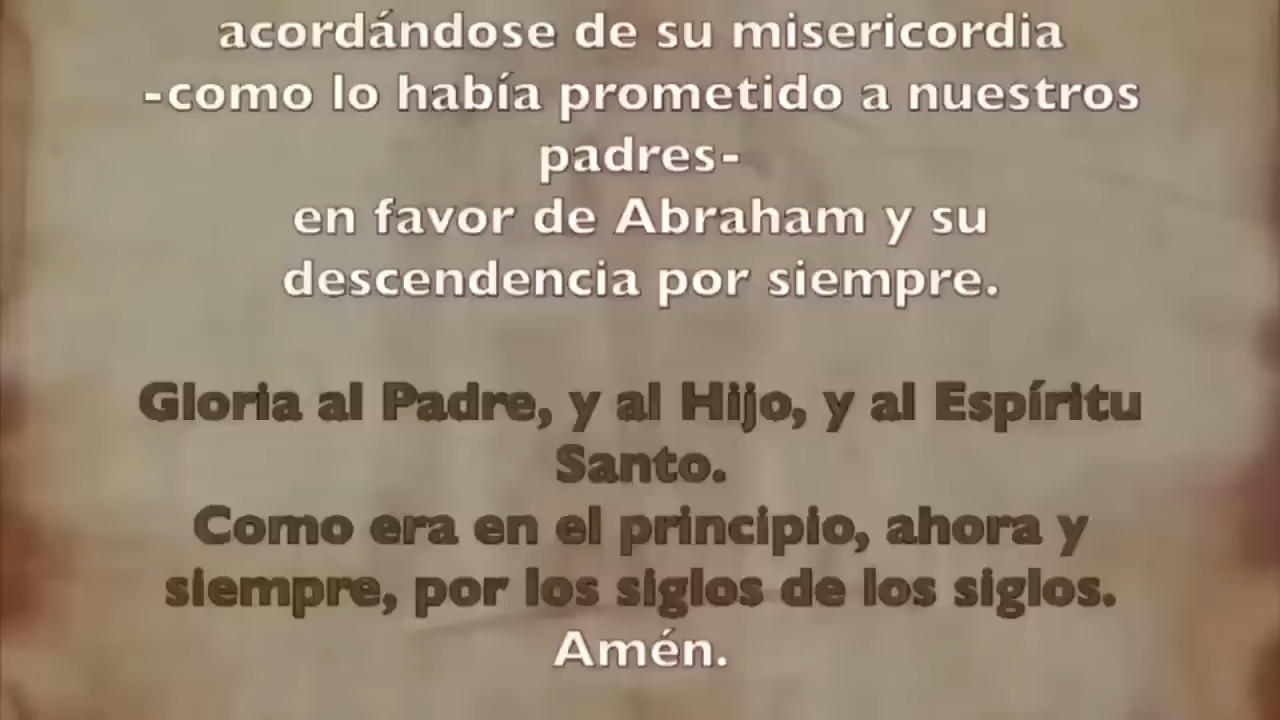 acordándose de su misericordia
-como lo había prometido a nuestros
padres-
en favor de Abraham y su
descendencia por siempre.
Gloria al Padre, y al Hijo, y al Espíritu
Santo.
Como era en el principio, ahora y
siempre, por los siglos de los siglos.
Amén.